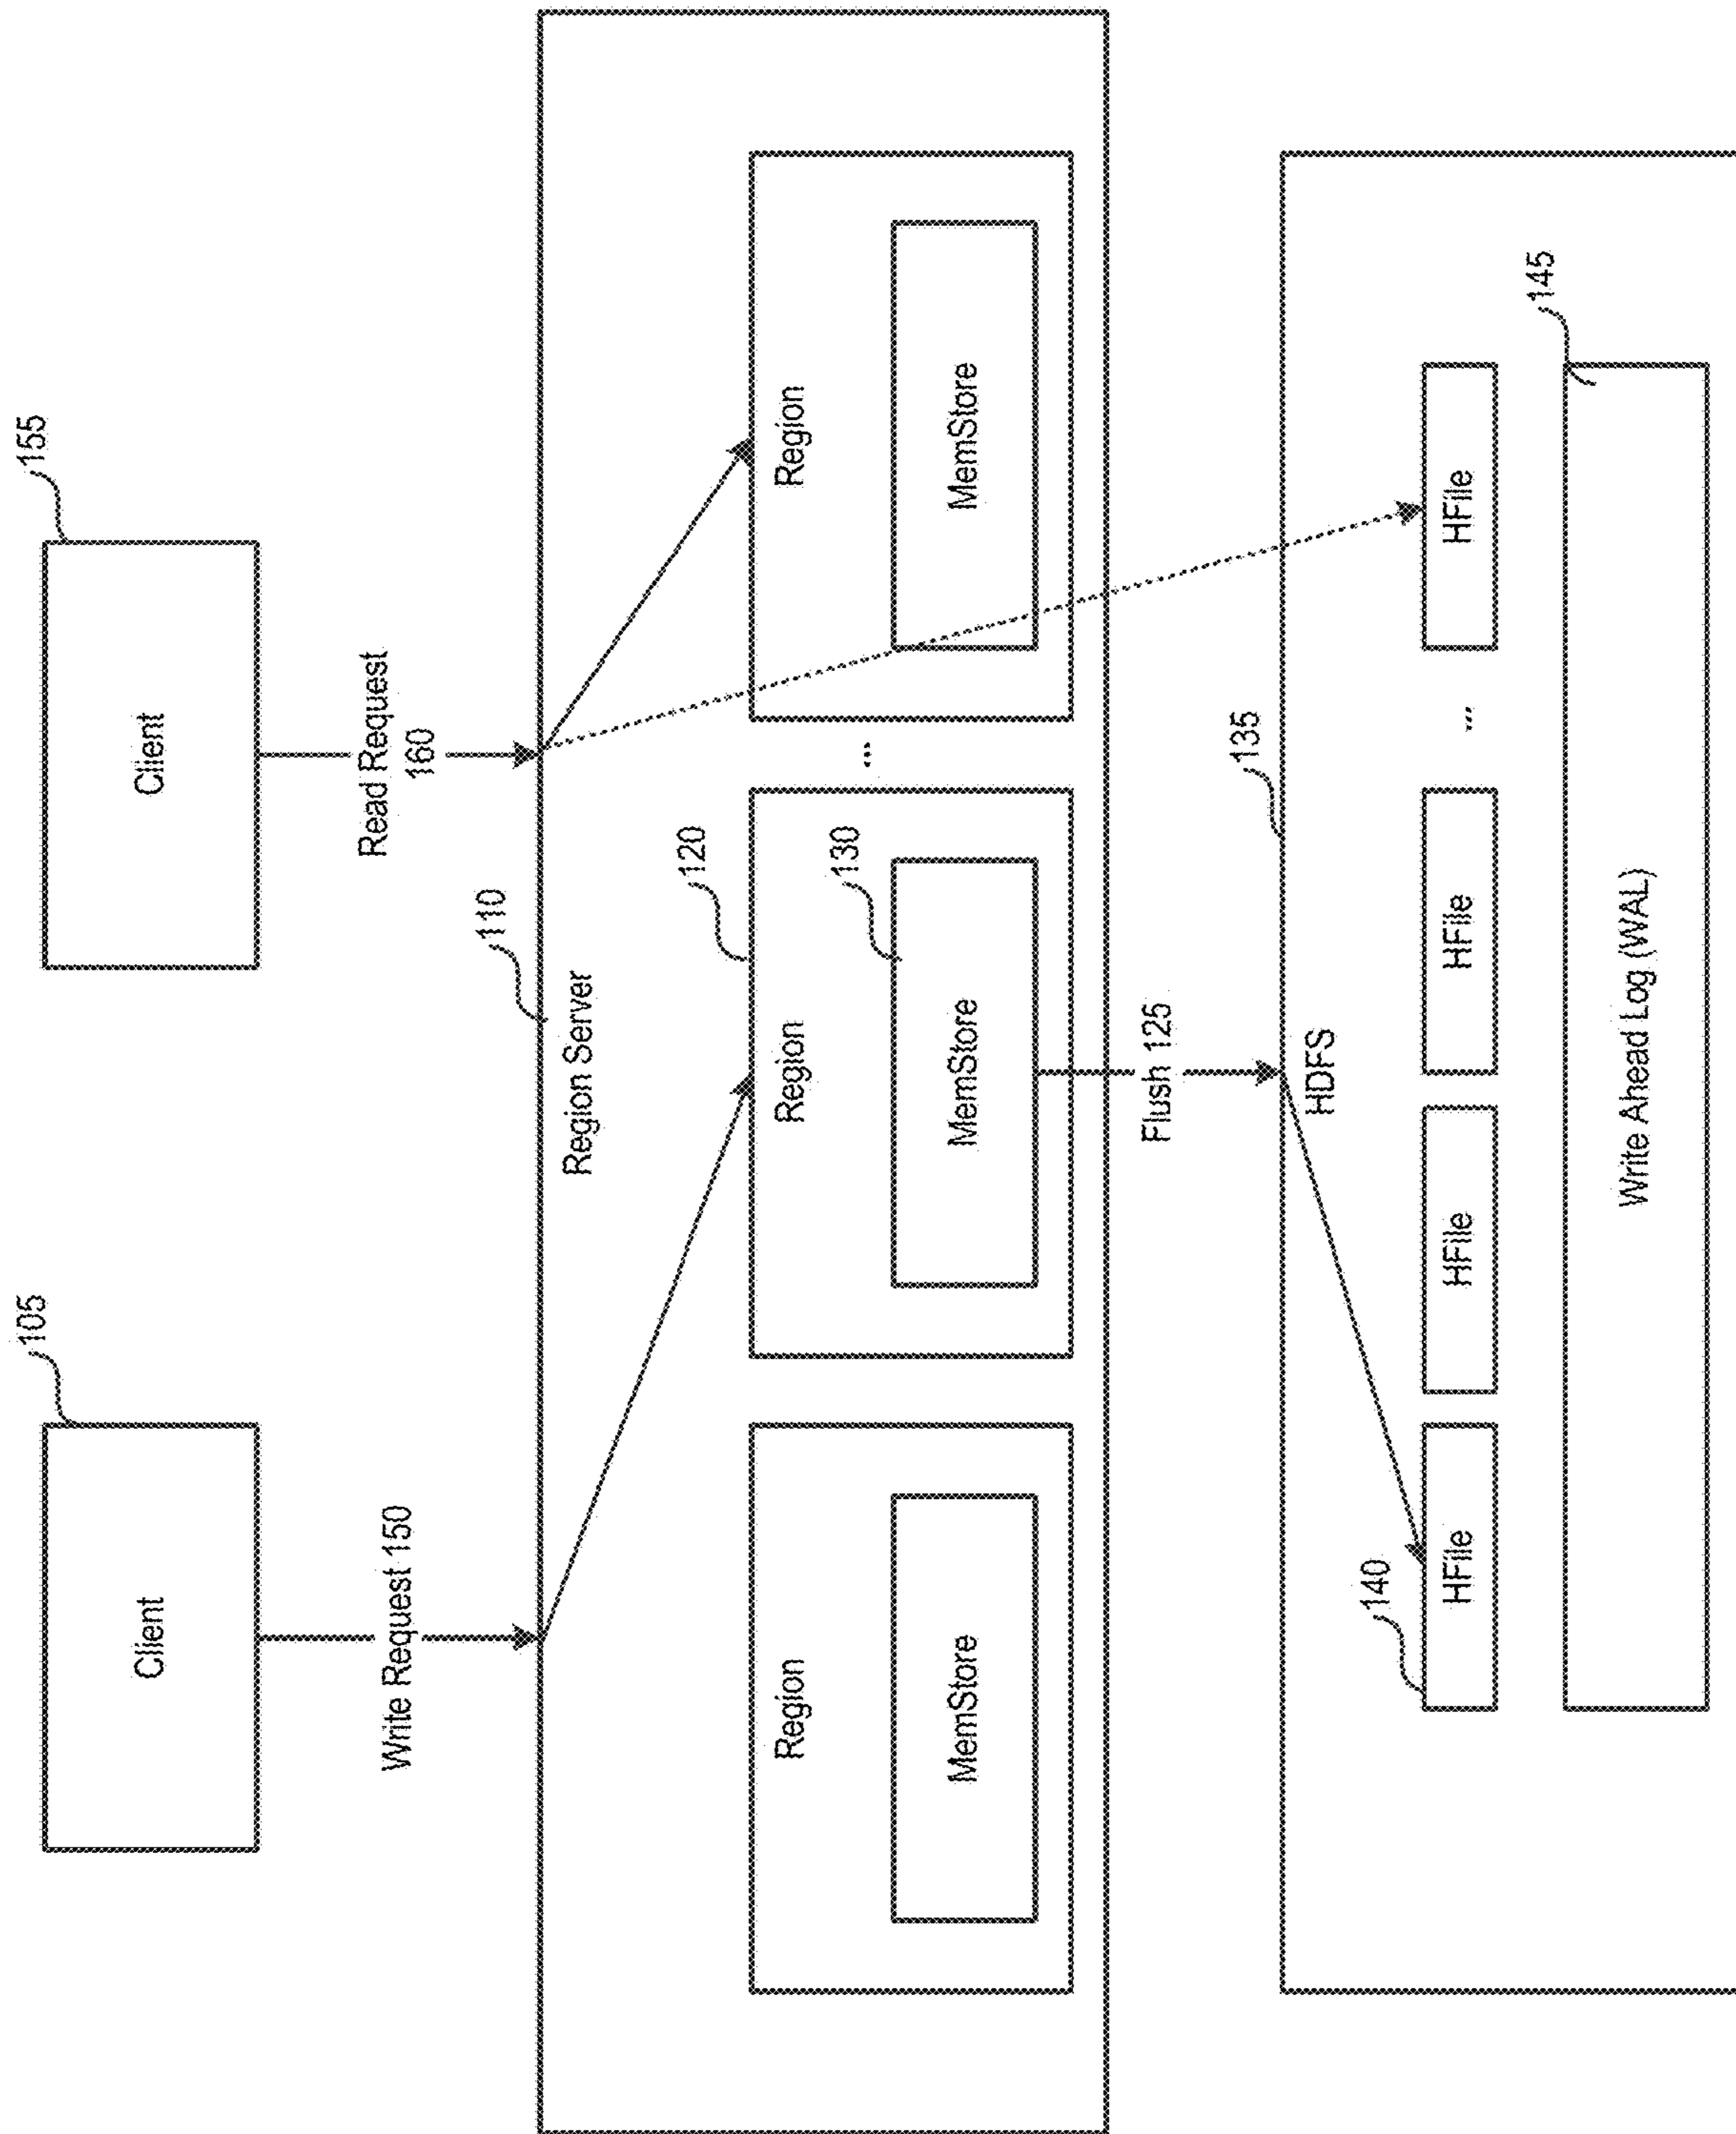 105
155
Client
Client
Write Request 150
Read Request
160
110
Region Server
120
Region
Region
...
Region
130
MemStore
MemStore
MemStore
Flush 125
135
HDFS
140
HFile
HFile
HFile
...
HFile
145
Write Ahead Log (WAL)